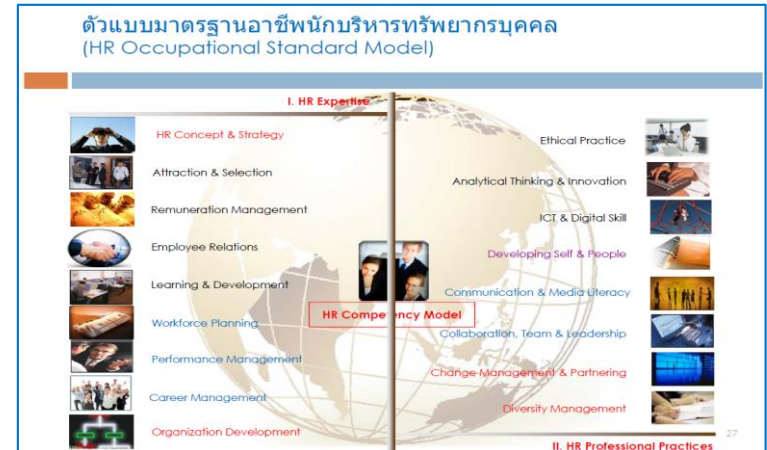 ตัวแบบมาตรฐานอาชีพนักบริหารทรัพยากรบุคคล
(HR Occupational Standard Model)
I. HR Expertise
HR Concept & Strategy
Attraction & Selection
Remuneration Management
Employee Relations
Learning & Development
Workforce Planning
Performance Management
Career Management
Organization Development
HR Competency Model
Ethical Practice
Analytical Thinking & Innovation
ICT & Digital Skill
Developing Self & People
Communication & Media Literacy
Collaboration, Team & Leadership
Change Management & Partnering
Diversity Management
II. HR Professional Practices
27